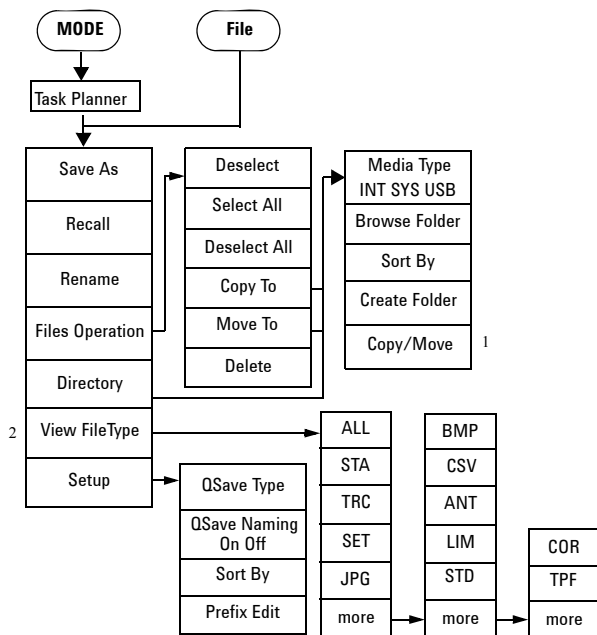 MODE
File
Task Planner
Save As
Recall
Rename
Files Operation
Directory
2
View FileType
Setup
Deselect
Select All
Deselect All
Copy To
Move To
Delete
Media Type
INT SYS USB
Browse Folder
Sort By
Create Folder
Copy/Move
1
QSave Type
QSave Naming
On Off
Sort By
Prefix Edit
ALL
STA
TRC
SET
JPG
more
BMP
CSV
ANT
LIM
STD
more
COR
TPF
more